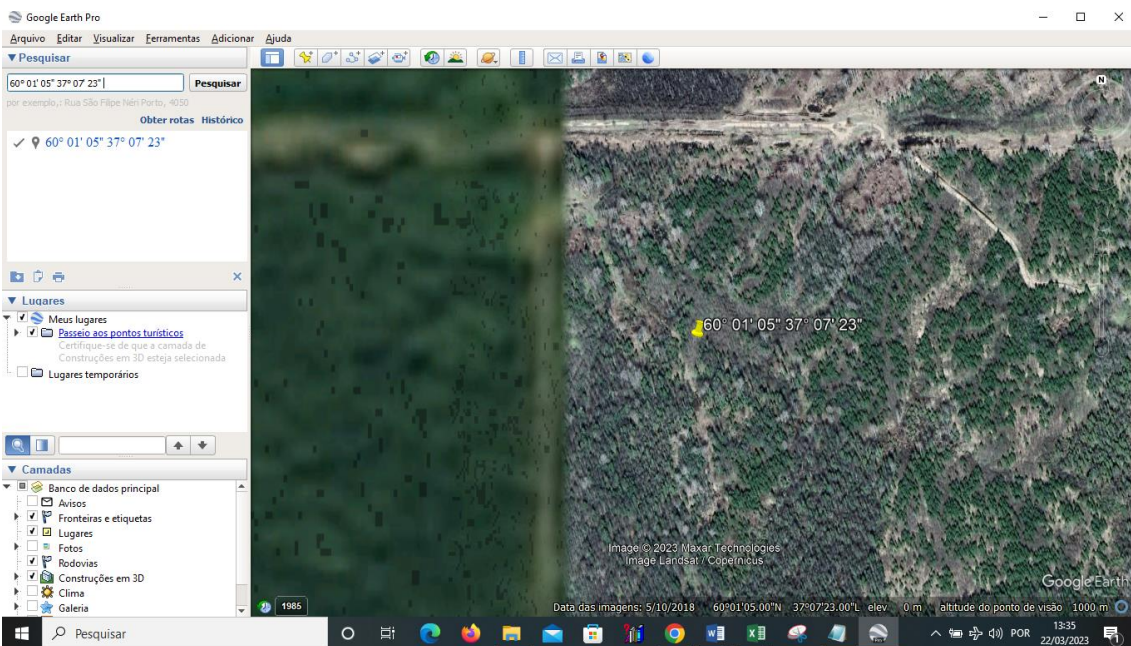 Google Earth Pro
Arquivo Editar Visualizar Ferramentas Adicionar Ajuda
Pesquisar
60° 01' 05" 37° 07' 23"
Pesquisar
por exemplo,: Rua São Filipe Néri Porto, 4050
Obter rotas Histórico
60° 01' 05" 37° 07' 23"
Lugares
Meus lugares
Passeio aos pontos turísticos
Certifique-se de que a camada de
Construções em 3D esteja selecionada
Lugares temporários
Camadas
Banco de dados principal
Avisos
Fronteiras e etiquetas
Lugares
Fotos
Rodovias
Construções em 3D
Clima
Galeria
N
60° 01' 05" 37° 07' 23"
Image © 2023 Maxar Technologies
Image Landsat / Copernicus
Google Earth
1985
Data das imagens: 5/10/2018 60°01'05.00"N 37°07'23.00"L elev 0 m altitude do ponto de visão 1000 m
Pesquisar
POR
13:35
22/03/2023